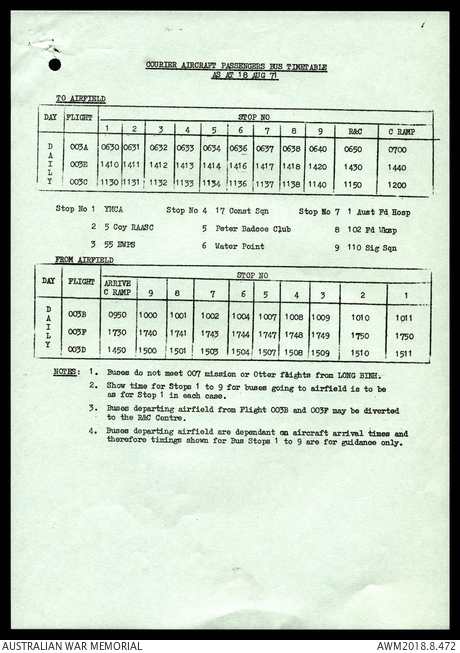 COURIER AIRCRAFT PASSENGERS BUS TIMETABLE
AS AT 18 AUG 71
TO AIRFIELD
DAY FLIGHT STOP NO
1 2 3 4 5 6 7 8 9 R&C C RAMP
DAILY
003A 0630 0631 0632 0633 0634 0636 0637 0638 0640 0650 0700
003E 1410 1411 1412 1413 1414 1416 1417 1418 1420 1430 1440
003C 1130 1131 1132 1133 1134 1136 1137 1138 1140 1150 1200
Stop No 1 YHCA Stop No 4 17 Const Sqn Stop No 7 1 Aust Fd Hosp
2 5 Coy RAASC 5 Peter Badcoe Club 8 102 Fd Wksp
3 55 EWPS 6 Water Point 9 110 Sig Sqn
FROM AIRFIELD
DAY FLIGHT ARRIVE C RAMP STOP NO
9 8 7 6 5 4 3 2 1
DAILY
003B 0950 1000 1001 1002 1004 1006 1007 1008 1009 1010 1011
003F 1730 1740 1741 1743 1744 1747 1748 1749 1750 1750
003D 1450 1500 1501 1503 1504 1507 1508 1509 1510 1511
NOTES: 1. Buses do not meet 007 mission or Otter flights from LONG BINH.
2. Show time for Stops 1 to 9 for buses going to airfield is to be
as for Stop 1 in each case.
3. Buses departing airfield from Flight 003B and 003F may be diverted
to the R&C Centre.
4. Buses departing airfield are dependant on aircraft arrival times and
therefore timings shown for Bus Stops 1 to 9 are for guidance only.
AUSTRALIAN WAR MEMORIAL AWM2018.8.472